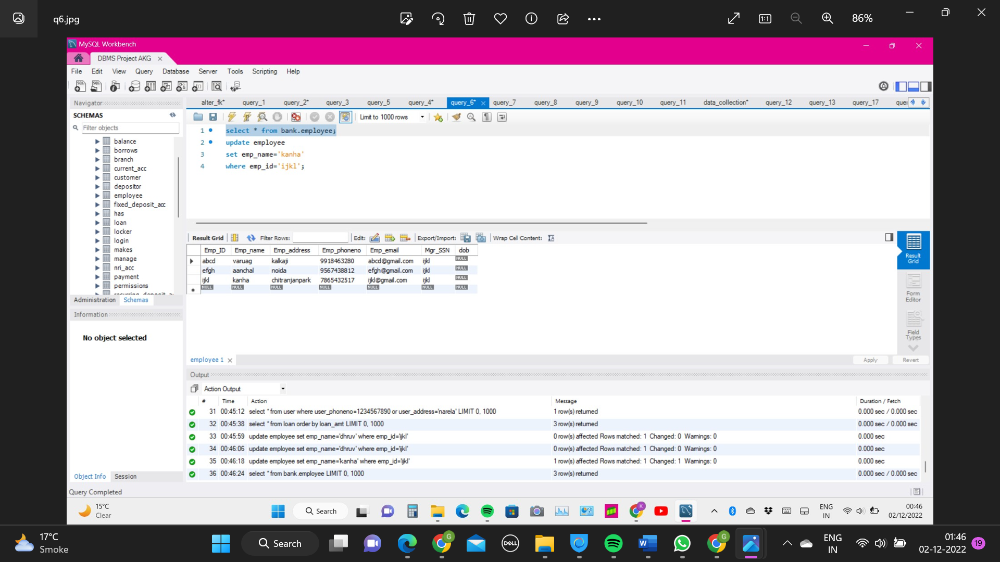 q6.jpg
86%
MySQL Workbench
DBMS Project AKG
File Edit View Query Database Server Tools Scripting Help
Navigator
SCHEMAS
Filter objects
balance
borrows
branch
current_acc
customer
depositor
employee
fixed_deposit_acc
has
loan
locker
login
makes
manage
nri_acc
payment
permissions
Administration Schemas
Information
No object selected
Object Info Session
Query Completed
alter_fk* query_1 query_2* query_3 query_5 query_4* query_6* query_7 query_8 query_9 query_10 query_11 data_collection* query_12 query_13 query_17 quer
Limit to 1000 rows
1 select * from bank.employee;
2 update employee
3 set emp_name='kanha'
4 where emp_id='ijkl';
Result Grid Filter Rows: Edit: Export/Import: Wrap Cell Content:
Emp_ID Emp_name Emp_address Emp_phoneno Emp_email Mgr_SSN dob
abcd varuag kalkaji 9918463280 abcd@gmail.com ijkl NULL
efgh aanchal noida 9567438812 efgh@gmail.com ijkl NULL
ijkl kanha chitranjanpark 7865432517 ijkl@gmail.com ijkl NULL
NULL NULL NULL NULL NULL NULL NULL
Result Grid
Form Editor
Field Types
employee 1
Apply Revert
Output
Action Output
# Time Action Message Duration / Fetch
31 00:45:12 select * from user where user_phoneno=1234567890 or user_address='narela' LIMIT 0, 1000 1 row(s) returned 0.000 sec / 0.000 sec
32 00:45:38 select * from loan order by loan_amt LIMIT 0, 1000 3 row(s) returned 0.000 sec / 0.000 sec
33 00:45:59 update employee set emp_name='dhruv' where emp_id='ijkl' 0 row(s) affected Rows matched: 1 Changed: 0 Warnings: 0 0.000 sec
34 00:46:06 update employee set emp_name='dhruv' where emp_id='ijkl' 0 row(s) affected Rows matched: 1 Changed: 0 Warnings: 0 0.000 sec
35 00:46:18 update employee set emp_name='kanha' where emp_id='ijkl' 1 row(s) affected Rows matched: 1 Changed: 1 Warnings: 0 0.000 sec
36 00:46:24 select * from bank.employee LIMIT 0, 1000 3 row(s) returned 0.000 sec / 0.000 sec
15°C
Clear
Search
ENG
IN
00:46
02/12/2022
17°C
Smoke
Search
DELL
ENG
IN
01:46
02-12-2022
19